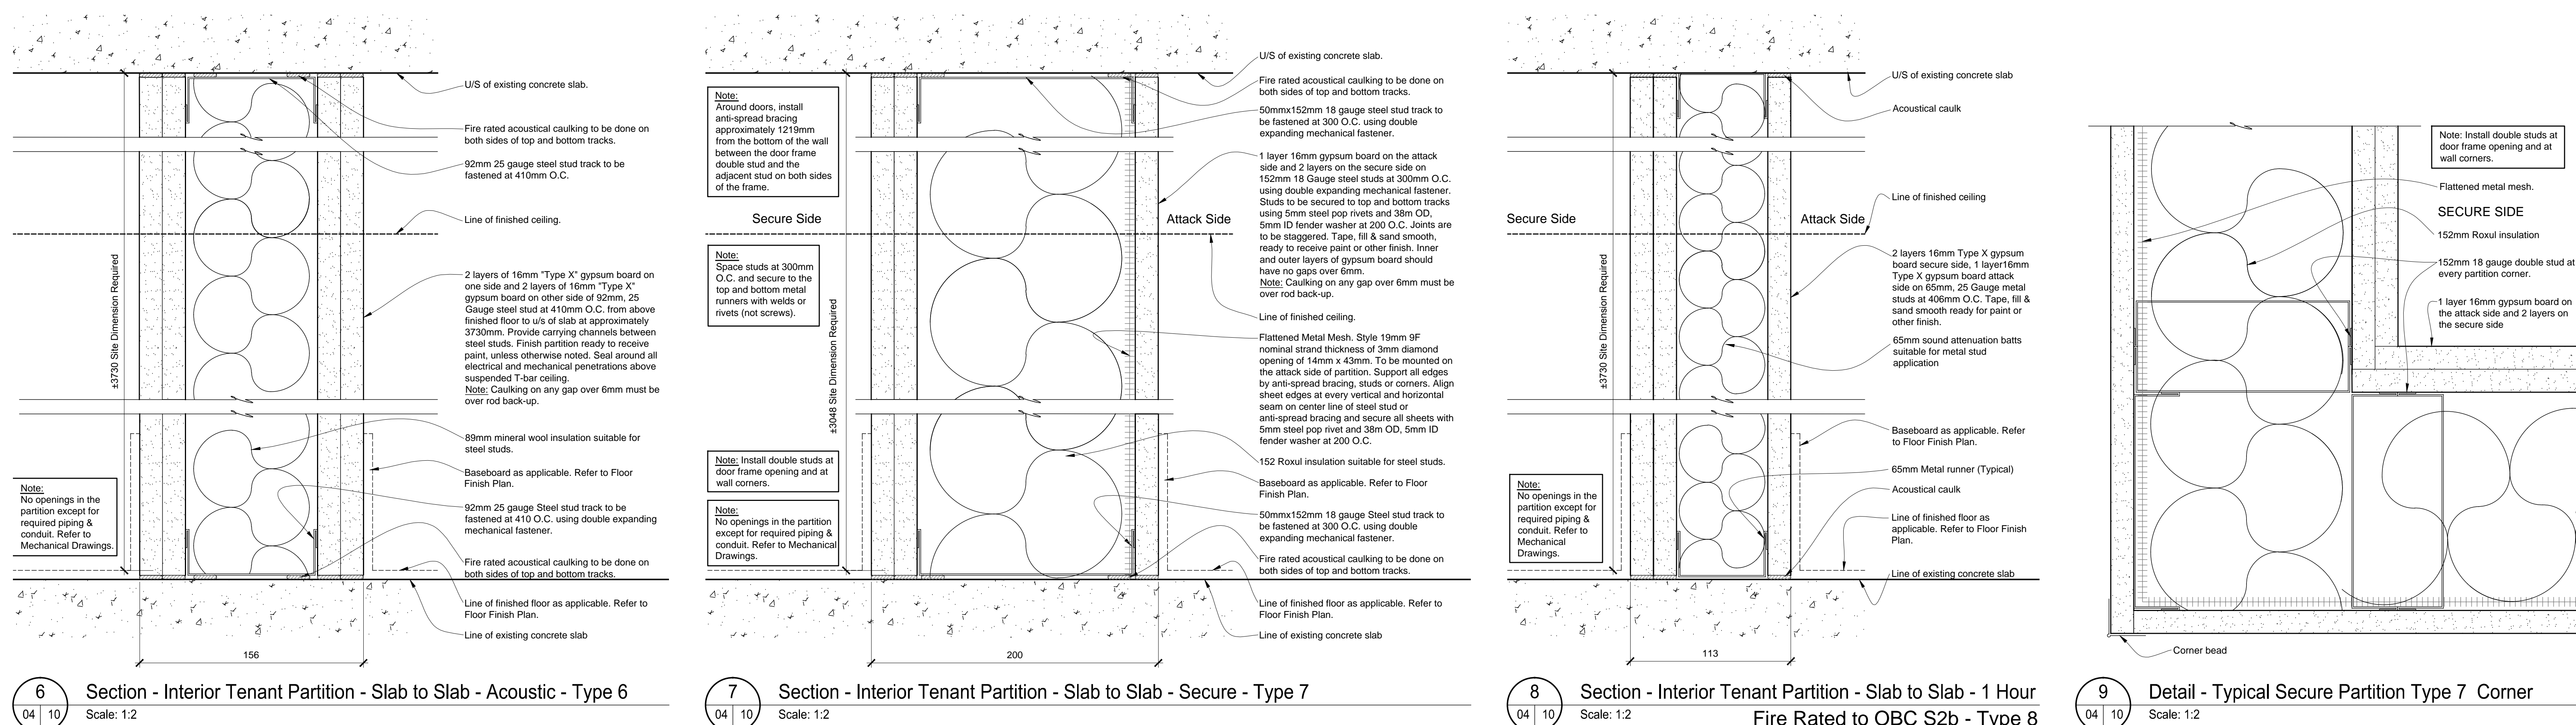 U/S of existing concrete slab.
Fire rated acoustical caulking to be done on
both sides of top and bottom tracks.
92mm 25 gauge steel stud track to be
fastened at 410mm O.C.
Line of finished ceiling.
±3730 Site Dimension Required
2 layers of 16mm "Type X" gypsum board on
one side and 2 layers of 16mm "Type X"
gypsum board on other side of 92mm, 25
Gauge steel stud at 410mm O.C. from above
finished floor to u/s of slab at approximately
3730mm. Provide carrying channels between
steel studs. Finish partition ready to receive
paint, unless otherwise noted. Seal around all
electrical and mechanical penetrations above
suspended T-bar ceiling.
Note: Caulking on any gap over 6mm must be
over rod back-up.
89mm mineral wool insulation suitable for
steel studs.
Baseboard as applicable. Refer to Floor
Finish Plan.
Note:
No openings in the
partition except for
required piping &
conduit. Refer to
Mechanical Drawings.
92mm 25 gauge Steel stud track to be
fastened at 410 O.C. using double expanding
mechanical fastener.
Fire rated acoustical caulking to be done on
both sides of top and bottom tracks.
Line of finished floor as applicable. Refer to
Floor Finish Plan.
Line of existing concrete slab
156
6
04 10
Section - Interior Tenant Partition - Slab to Slab - Acoustic - Type 6
Scale: 1:2
U/S of existing concrete slab.
Fire rated acoustical caulking to be done on
both sides of top and bottom tracks.
Note:
Around doors, install
anti-spread bracing
approximately 1219mm
from the bottom of the wall
between the door frame
double stud and the
adjacent stud on both sides
of the frame.
50mmx152mm 18 gauge steel stud track to
be fastened at 300 O.C. using double
expanding mechanical fastener.
1 layer 16mm gypsum board on the attack
side and 2 layers on the secure side on
152mm 18 Gauge steel studs at 300mm O.C.
using double expanding mechanical fastener.
Studs to be secured to top and bottom tracks
using 5mm steel pop rivets and 38m OD,
5mm ID fender washer at 200 O.C. Joints are
to be staggered. Tape, fill & sand smooth,
ready to receive paint or other finish. Inner
and outer layers of gypsum board should
have no gaps over 6mm.
Note: Caulking on any gap over 6mm must be
over rod back-up.
Secure Side
Attack Side
Note:
Space studs at 300mm
O.C. and secure to the
top and bottom metal
runners with welds or
rivets (not screws).
±3048 Site Dimension Required
Line of finished ceiling.
Flattened Metal Mesh. Style 19mm 9F
nominal strand thickness of 3mm diamond
opening of 14mm x 43mm. To be mounted on
the attack side of partition. Support all edges
by anti-spread bracing, studs or corners. Align
sheet edges at every vertical and horizontal
seam on center line of steel stud or
anti-spread bracing and secure all sheets with
5mm steel pop rivet and 38m OD, 5mm ID
fender washer at 200 O.C.
Note: Install double studs at
door frame opening and at
wall corners.
152 Roxul insulation suitable for steel studs.
Baseboard as applicable. Refer to Floor
Finish Plan.
Note:
No openings in the partition
except for required piping &
conduit. Refer to Mechanical
Drawings.
50mmx152mm 18 gauge Steel stud track to
be fastened at 300 O.C. using double
expanding mechanical fastener.
Fire rated acoustical caulking to be done on
both sides of top and bottom tracks.
Line of finished floor as applicable. Refer to
Floor Finish Plan.
Line of existing concrete slab
200
7
04 10
Section - Interior Tenant Partition - Slab to Slab - Secure - Type 7
Scale: 1:2
U/S of existing concrete slab
Acoustical caulk
Line of finished ceiling
Secure Side
Attack Side
±3730 Site Dimension Required
2 layers 16mm Type X gypsum
board secure side, 1 layer16mm
Type X gypsum board attack
side on 65mm, 25 Gauge metal
studs at 406mm O.C. Tape, fill &
sand smooth ready for paint or
other finish.
65mm sound attenuation batts
suitable for metal stud
application
Baseboard as applicable. Refer
to Floor Finish Plan.
65mm Metal runner (Typical)
Note:
No openings in the
partition except for
required piping &
conduit. Refer to
Mechanical
Drawings.
Acoustical caulk
Line of finished floor as
applicable. Refer to Floor Finish
Plan.
Line of existing concrete slab
113
8
04 10
Section - Interior Tenant Partition - Slab to Slab - 1 Hour
Scale: 1:2
Fire Rated to OBC S2b - Type 8
Note: Install double studs at
door frame opening and at
wall corners.
Flattened metal mesh.
SECURE SIDE
152mm Roxul insulation
152mm 18 gauge double stud at
every partition corner.
1 layer 16mm gypsum board on
the attack side and 2 layers on
the secure side
Corner bead
9
04 10
Detail - Typical Secure Partition Type 7 Corner
Scale: 1:2